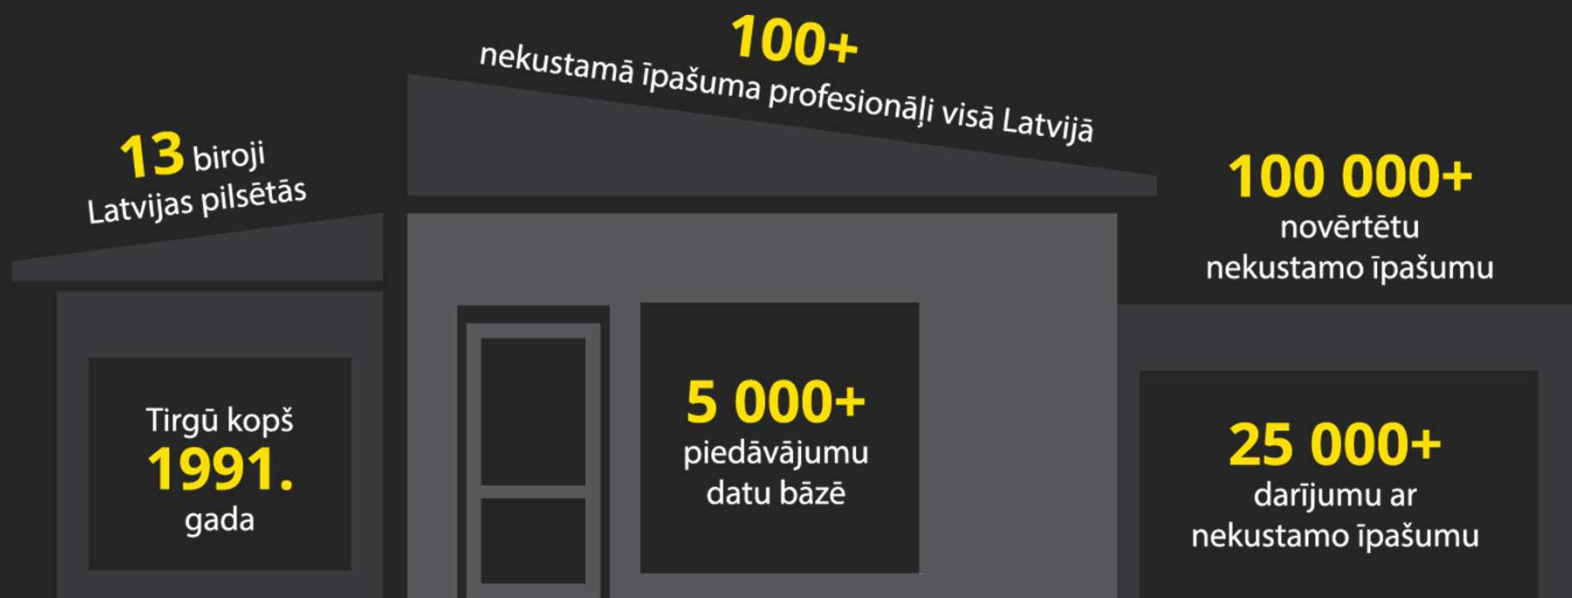 13 biroji
Latvijas pilsētās
100+
nekustamā īpašuma profesionāļi visā Latvijā
100 000+
novērtētu
nekustamo īpašumu
Tirgū kopš
1991.
gada
5 000+
piedāvājumu
datu bāzē
25 000+
darījumu ar
nekustamo īpašumu